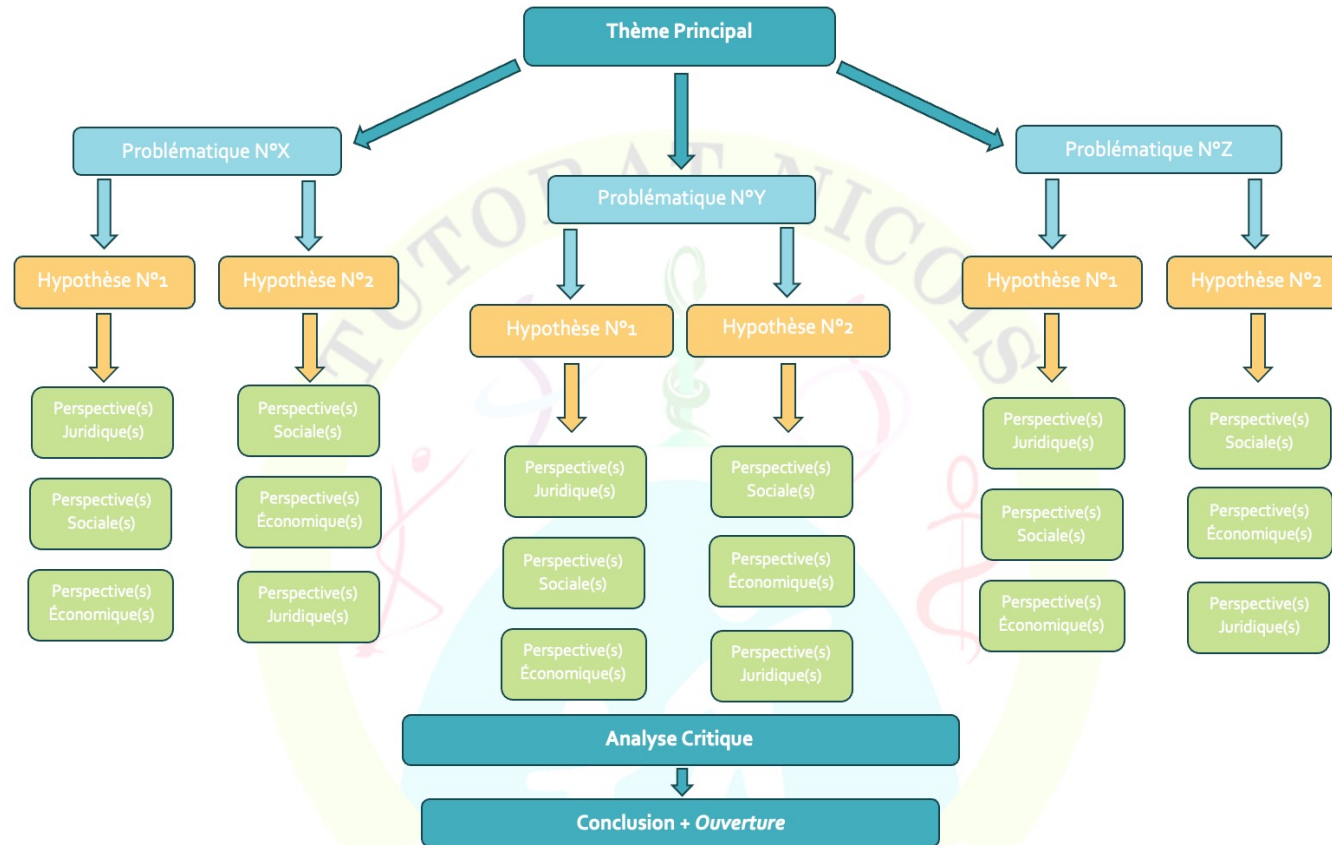 Thème Principal
Problématique N°X
Problématique N°Y
Problématique N°Z
TUTORAT NICOIS
Hypothèse N°1
Hypothèse N°2
Hypothèse N°1
Hypothèse N°2
Hypothèse N°1
Hypothèse N°2
Perspective(s)
Juridique(s)
Perspective(s)
Sociale(s)
Perspective(s)
Économique(s)
Perspective(s)
Sociale(s)
Perspective(s)
Économique(s)
Perspective(s)
Juridique(s)
Perspective(s)
Juridique(s)
Perspective(s)
Sociale(s)
Perspective(s)
Économique(s)
Perspective(s)
Sociale(s)
Perspective(s)
Économique(s)
Perspective(s)
Juridique(s)
Perspective(s)
Juridique(s)
Perspective(s)
Sociale(s)
Perspective(s)
Économique(s)
Perspective(s)
Sociale(s)
Perspective(s)
Économique(s)
Perspective(s)
Juridique(s)
Analyse Critique
Conclusion + Ouverture